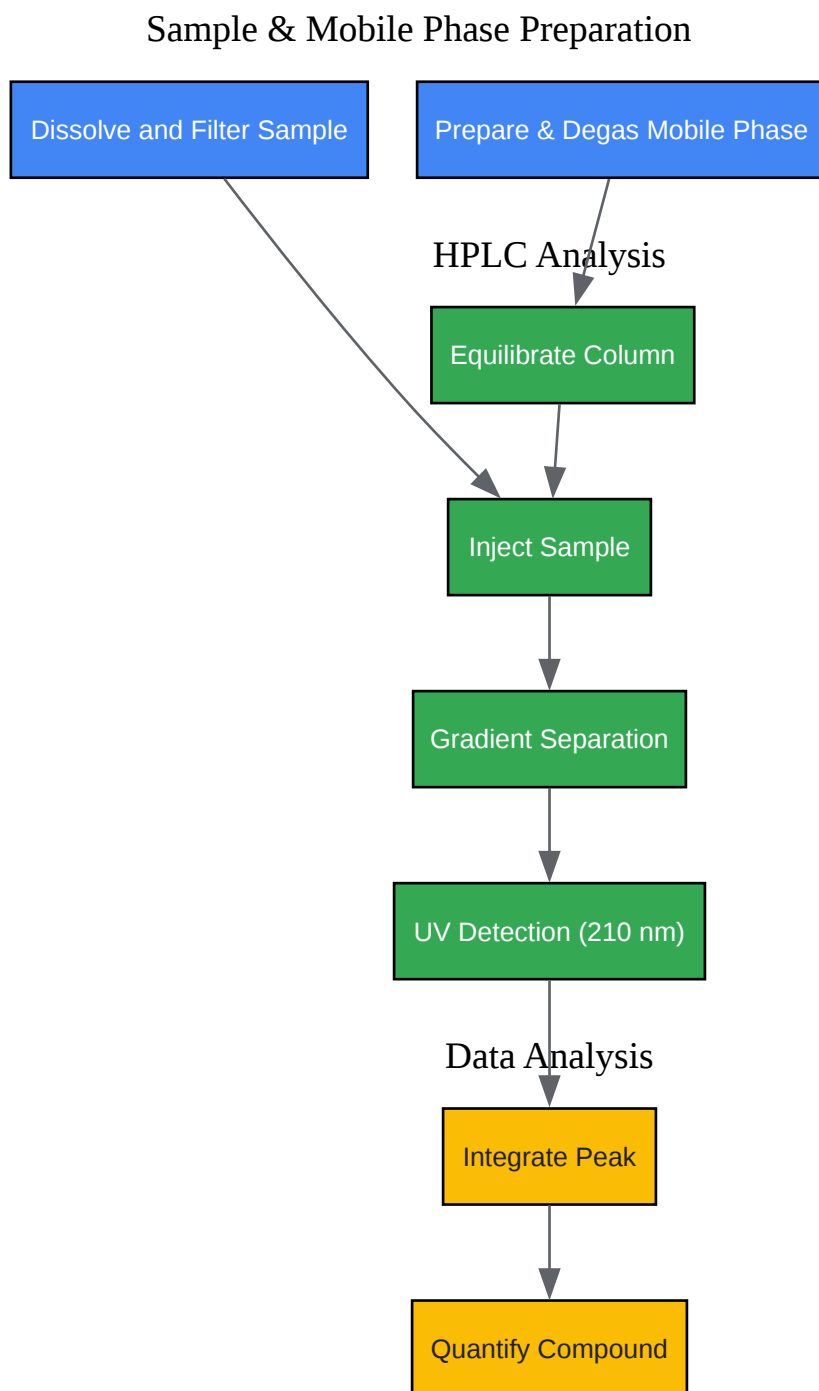 Sample & Mobile Phase Preparation
Dissolve and Filter Sample
Prepare & Degas Mobile Phase
HPLC Analysis
Equilibrate Column
Inject Sample
Gradient Separation
UV Detection (210 nm)
Data Analysis
Integrate Peak
Quantify Compound